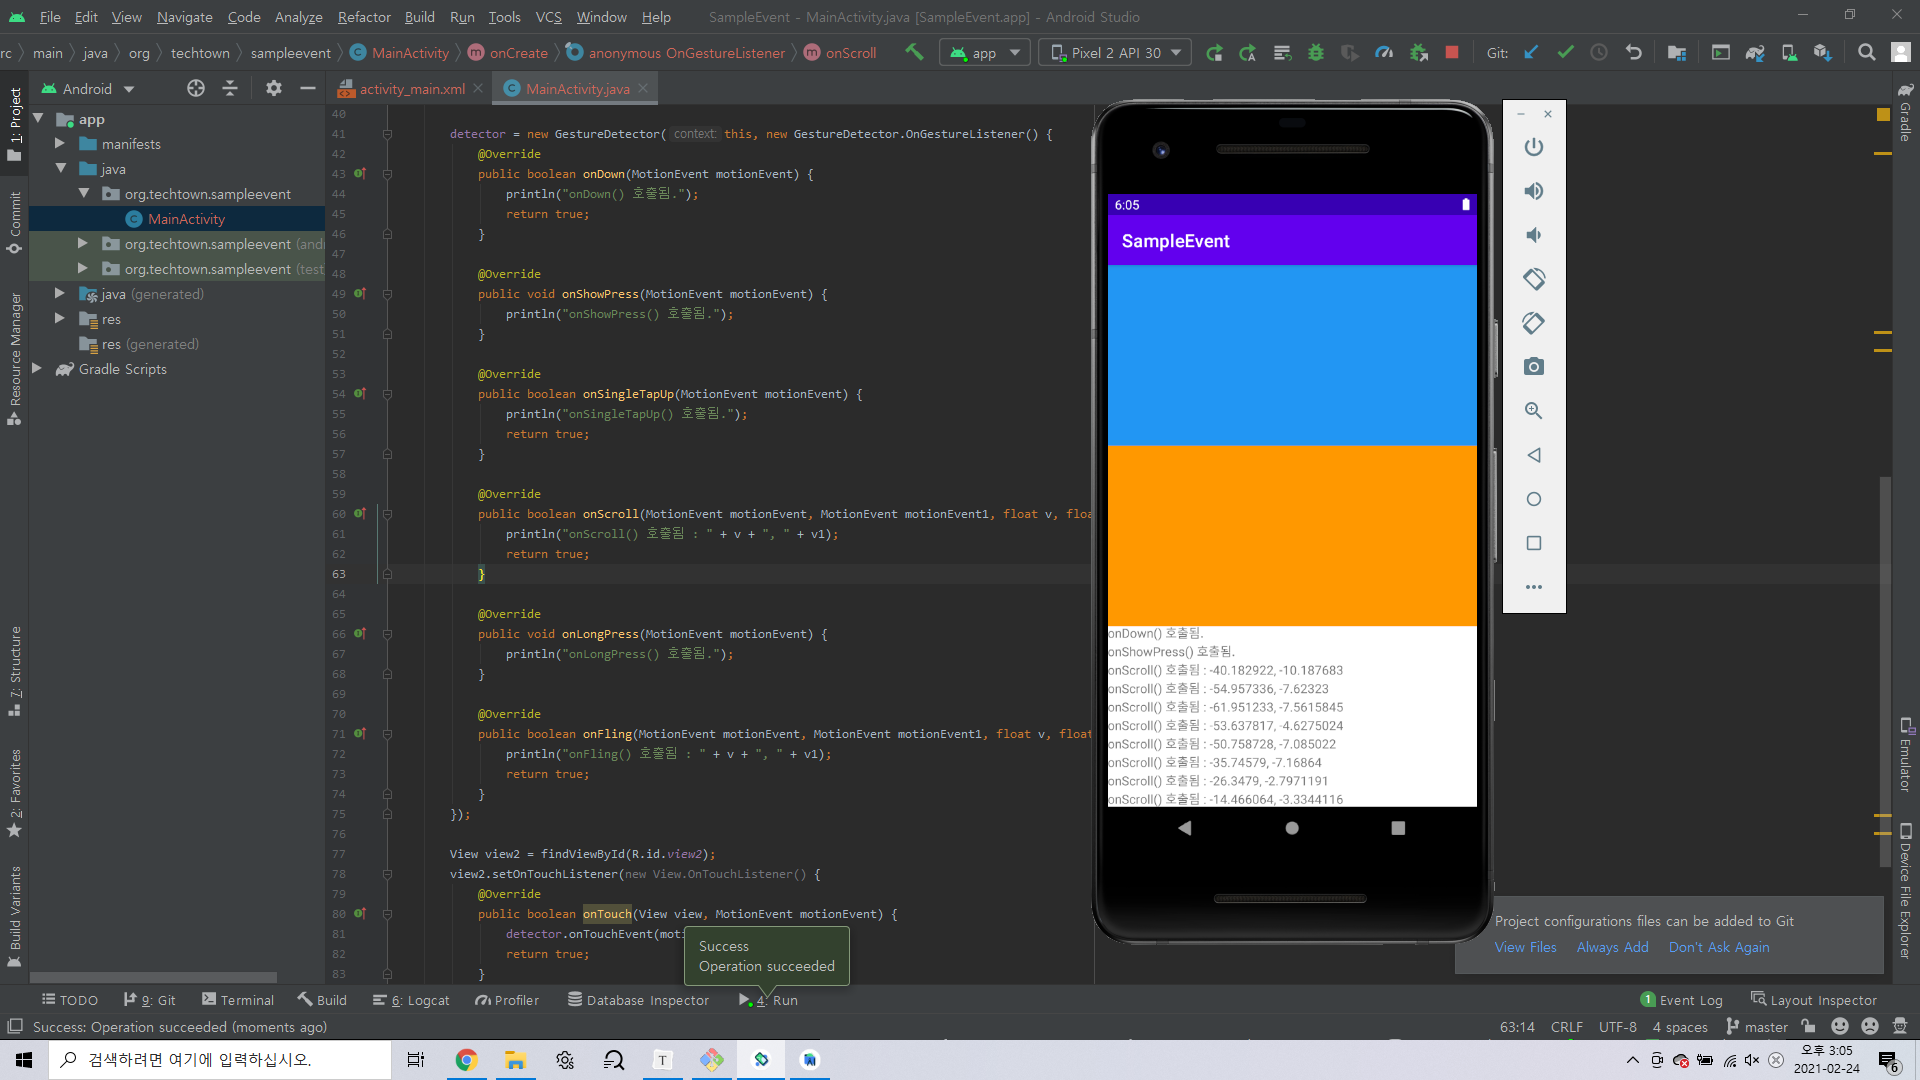 File Edit View Navigate Code Analyze Refactor Build Run Tools VCS Window Help SampleEvent - MainActivity.java [SampleEvent.app] - Android Studio
rc main java org techtown sampleevent MainActivity onCreate anonymous OnGestureListener onScroll app Pixel 2 API 30 Git:
Android
activity_main.xml
MainActivity.java
1: Project
Commit
Resource Manager
7: Structure
2: Favorites
Build Variants
app
manifests
java
org.techtown.sampleevent
MainActivity
org.techtown.sampleevent (andr
org.techtown.sampleevent (test
java (generated)
res
res (generated)
Gradle Scripts
40
41 detector = new GestureDetector( context: this, new GestureDetector.OnGestureListener() {
42 @Override
43 public boolean onDown(MotionEvent motionEvent) {
44 println("onDown() 호출됨.");
45 return true;
46 }
47
48 @Override
49 public void onShowPress(MotionEvent motionEvent) {
50 println("onShowPress() 호출됨.");
51 }
52
53 @Override
54 public boolean onSingleTapUp(MotionEvent motionEvent) {
55 println("onSingleTapUp() 호출됨.");
56 return true;
57 }
58
59 @Override
60 public boolean onScroll(MotionEvent motionEvent, MotionEvent motionEvent1, float v, floa
61 println("onScroll() 호출됨 : " + v + ", " + v1);
62 return true;
63 }
64
65 @Override
66 public void onLongPress(MotionEvent motionEvent) {
67 println("onLongPress() 호출됨.");
68 }
69
70 @Override
71 public boolean onFling(MotionEvent motionEvent, MotionEvent motionEvent1, float v, float
72 println("onFling() 호출됨 : " + v + ", " + v1);
73 return true;
74 }
75 });
76
77 View view2 = findViewById(R.id.view2);
78 view2.setOnTouchListener(new View.OnTouchListener() {
79 @Override
80 public boolean onTouch(View view, MotionEvent motionEvent) {
81 detector.onTouchEvent(moti
82 return true;
83 }
Success
Operation succeeded
6:05
SampleEvent
onDown() 호출됨.
onShowPress() 호출됨.
onScroll() 호출됨 : -40.182922, -10.187683
onScroll() 호출됨 : -54.957336, -7.62323
onScroll() 호출됨 : -61.951233, -7.5615845
onScroll() 호출됨 : -53.637817, -4.6275024
onScroll() 호출됨 : -50.758728, -7.085022
onScroll() 호출됨 : -35.74579, -7.16864
onScroll() 호출됨 : -26.3479, -2.7971191
onScroll() 호출됨 : -14.466064, -3.3344116
Gradle
Emulator
Device File Explorer
Project configurations files can be added to Git
View Files Always Add Don't Ask Again
TODO 9: Git Terminal Build 6: Logcat Profiler Database Inspector 4: Run 1 Event Log Layout Inspector
Success: Operation succeeded (moments ago) 63:14 CRLF UTF-8 4 spaces master
검색하려면 여기에 입력하십시오.
T
오후 3:05
2021-02-24
6